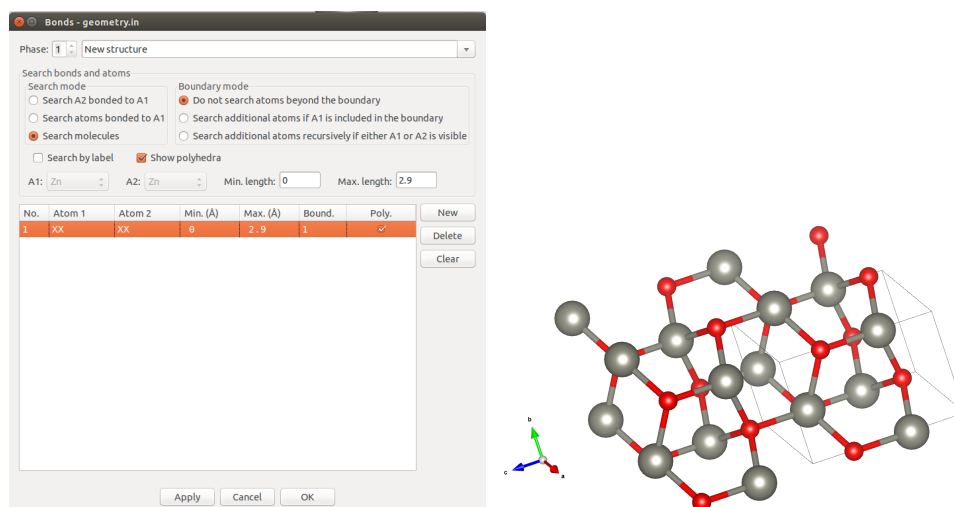 Bonds - geometry.in
Phase: 1 New structure
Search bonds and atoms
Search mode
Search A2 bonded to A1
Search atoms bonded to A1
Search molecules
Boundary mode
Do not search atoms beyond the boundary
Search additional atoms if A1 is included in the boundary
Search additional atoms recursively if either A1 or A2 is visible
Search by label Show polyhedra
A1: Zn A2: Zn Min. length: 0 Max. length: 2.9
No. Atom 1 Atom 2 Min. (Å) Max. (Å) Bound. Poly.
1 XX XX 0 2.9 1
New
Delete
Clear
Apply Cancel OK
b
c
a